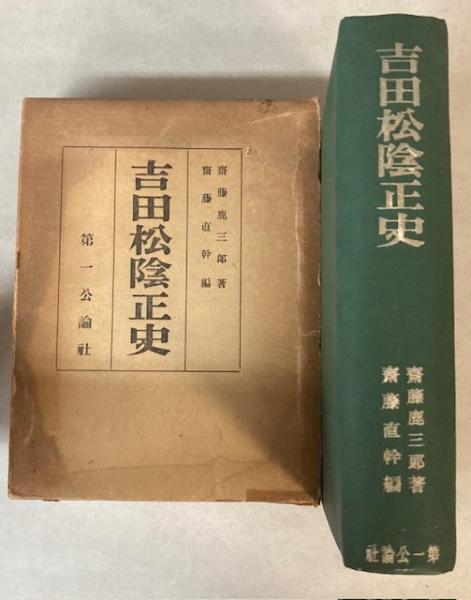 齋藤鹿三郎著
齋藤直幹編
吉田松陰正史
第一公論社
吉田松陰正史
齋藤鹿三郎著
齋藤直幹編
第一公論社